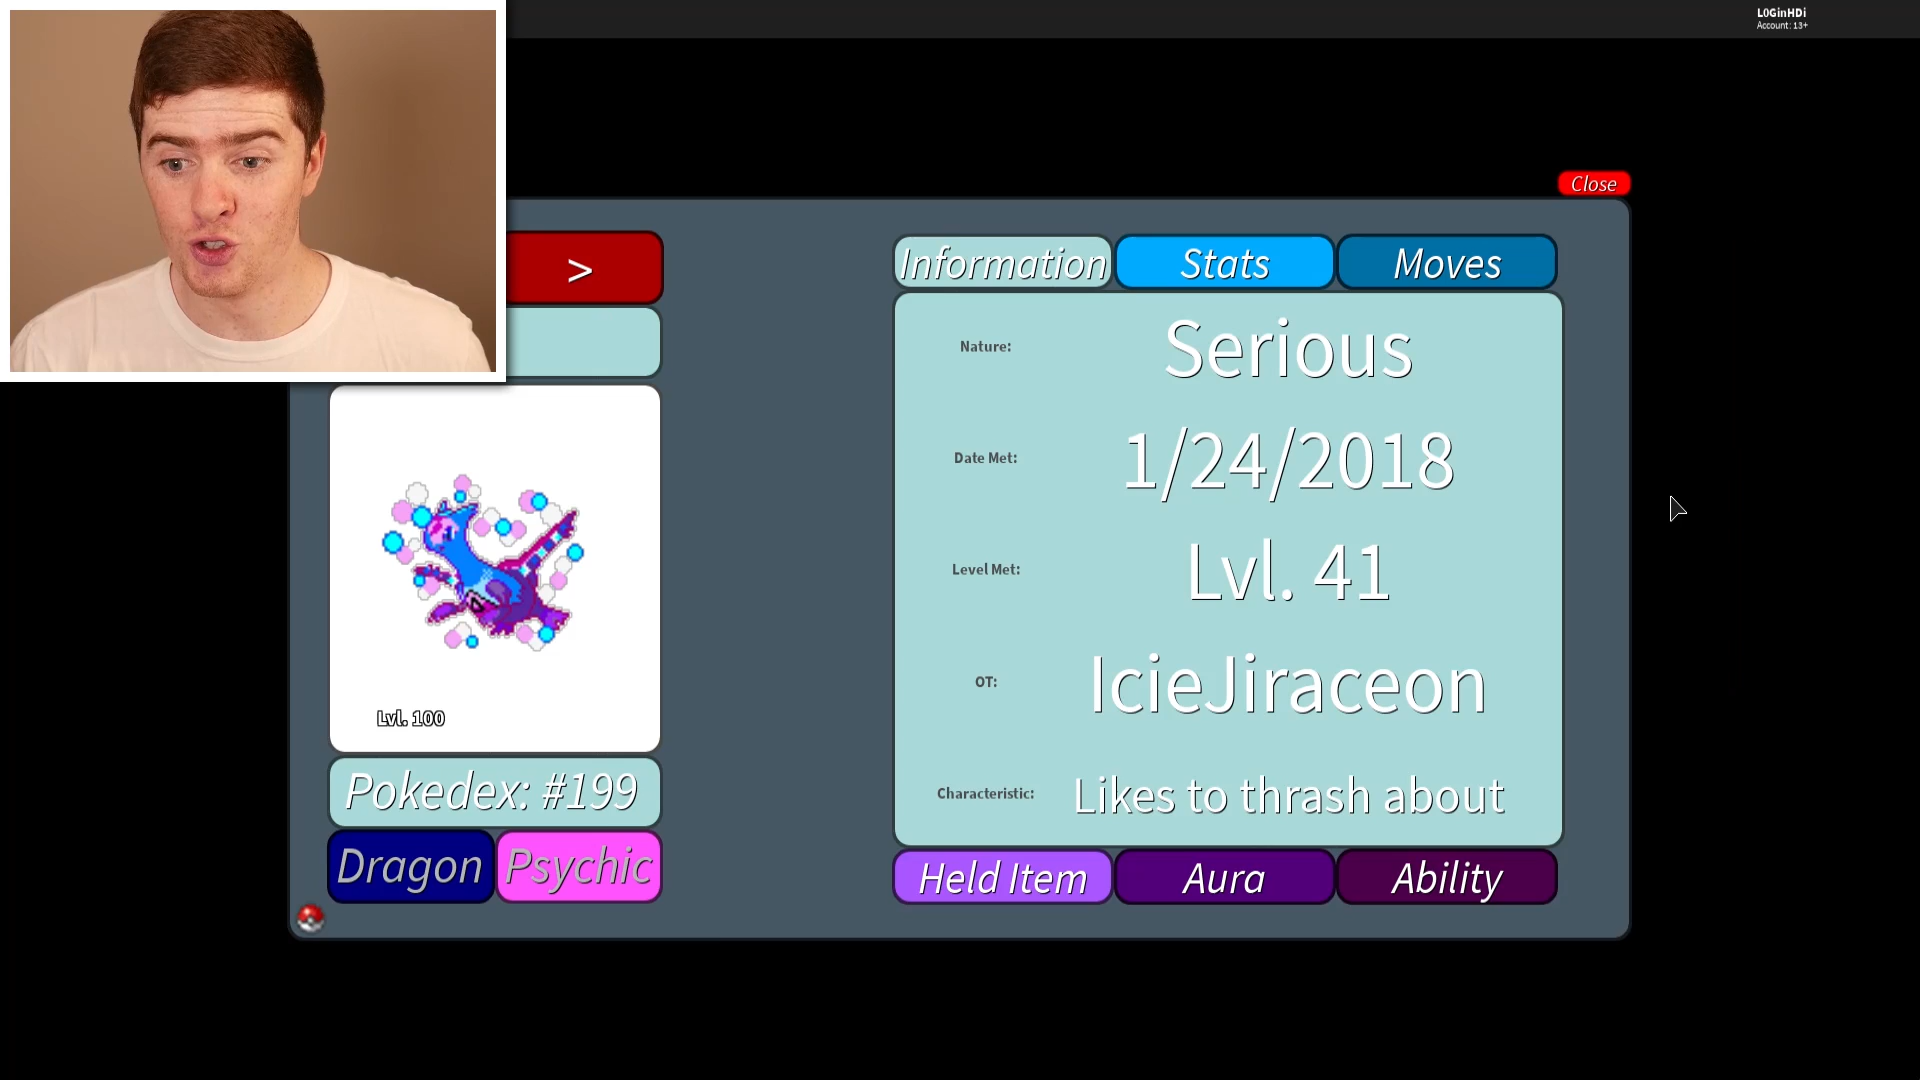 L0GinHDi
Account: 13+
Close
>
Information
Stats
Moves
Nature:
Serious
Date Met:
1/24/2018
Level Met:
Lvl. 41
OT:
IcieJiraceon
Characteristic:
Likes to thrash about
Lvl. 100
Pokedex: #199
Dragon
Psychic
Held Item
Aura
Ability